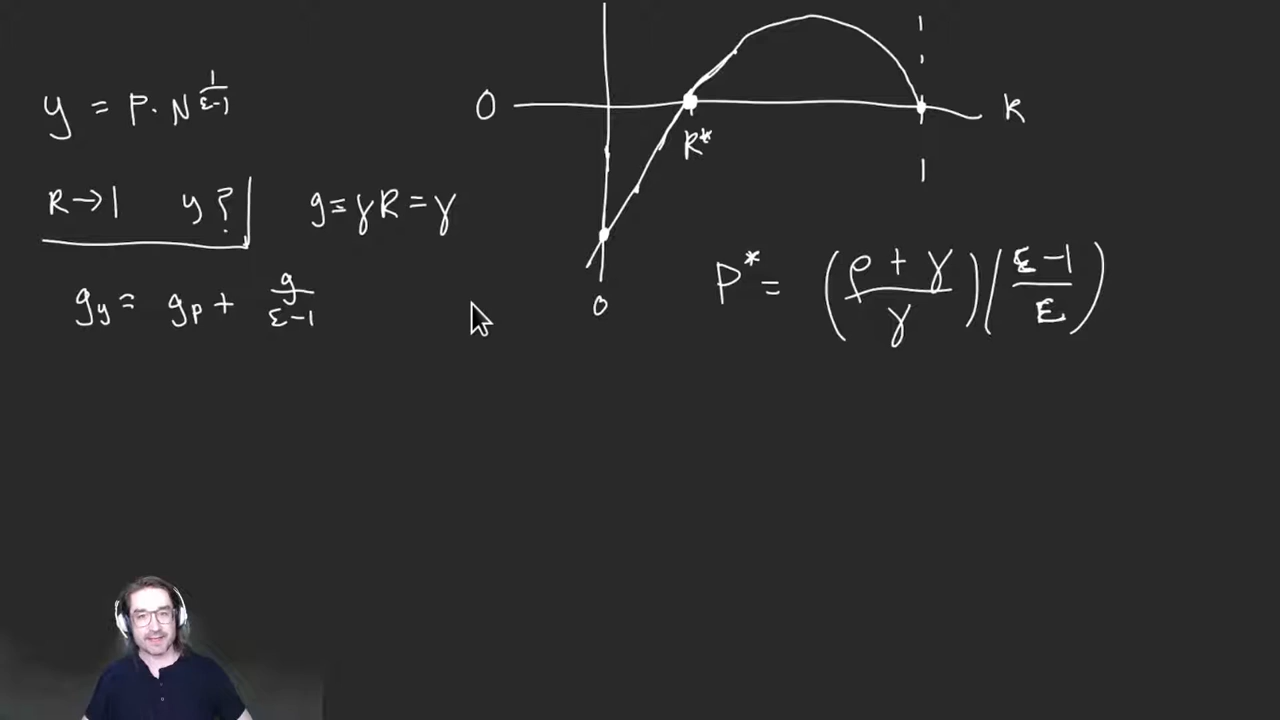 y = P · N^{1/(ε-1)}
R → 1 y ? g = γR = γ
g_y = g_P + g/(ε-1)
0 R
R*
0
P* = ((ρ + γ)/γ)((ε-1)/ε)